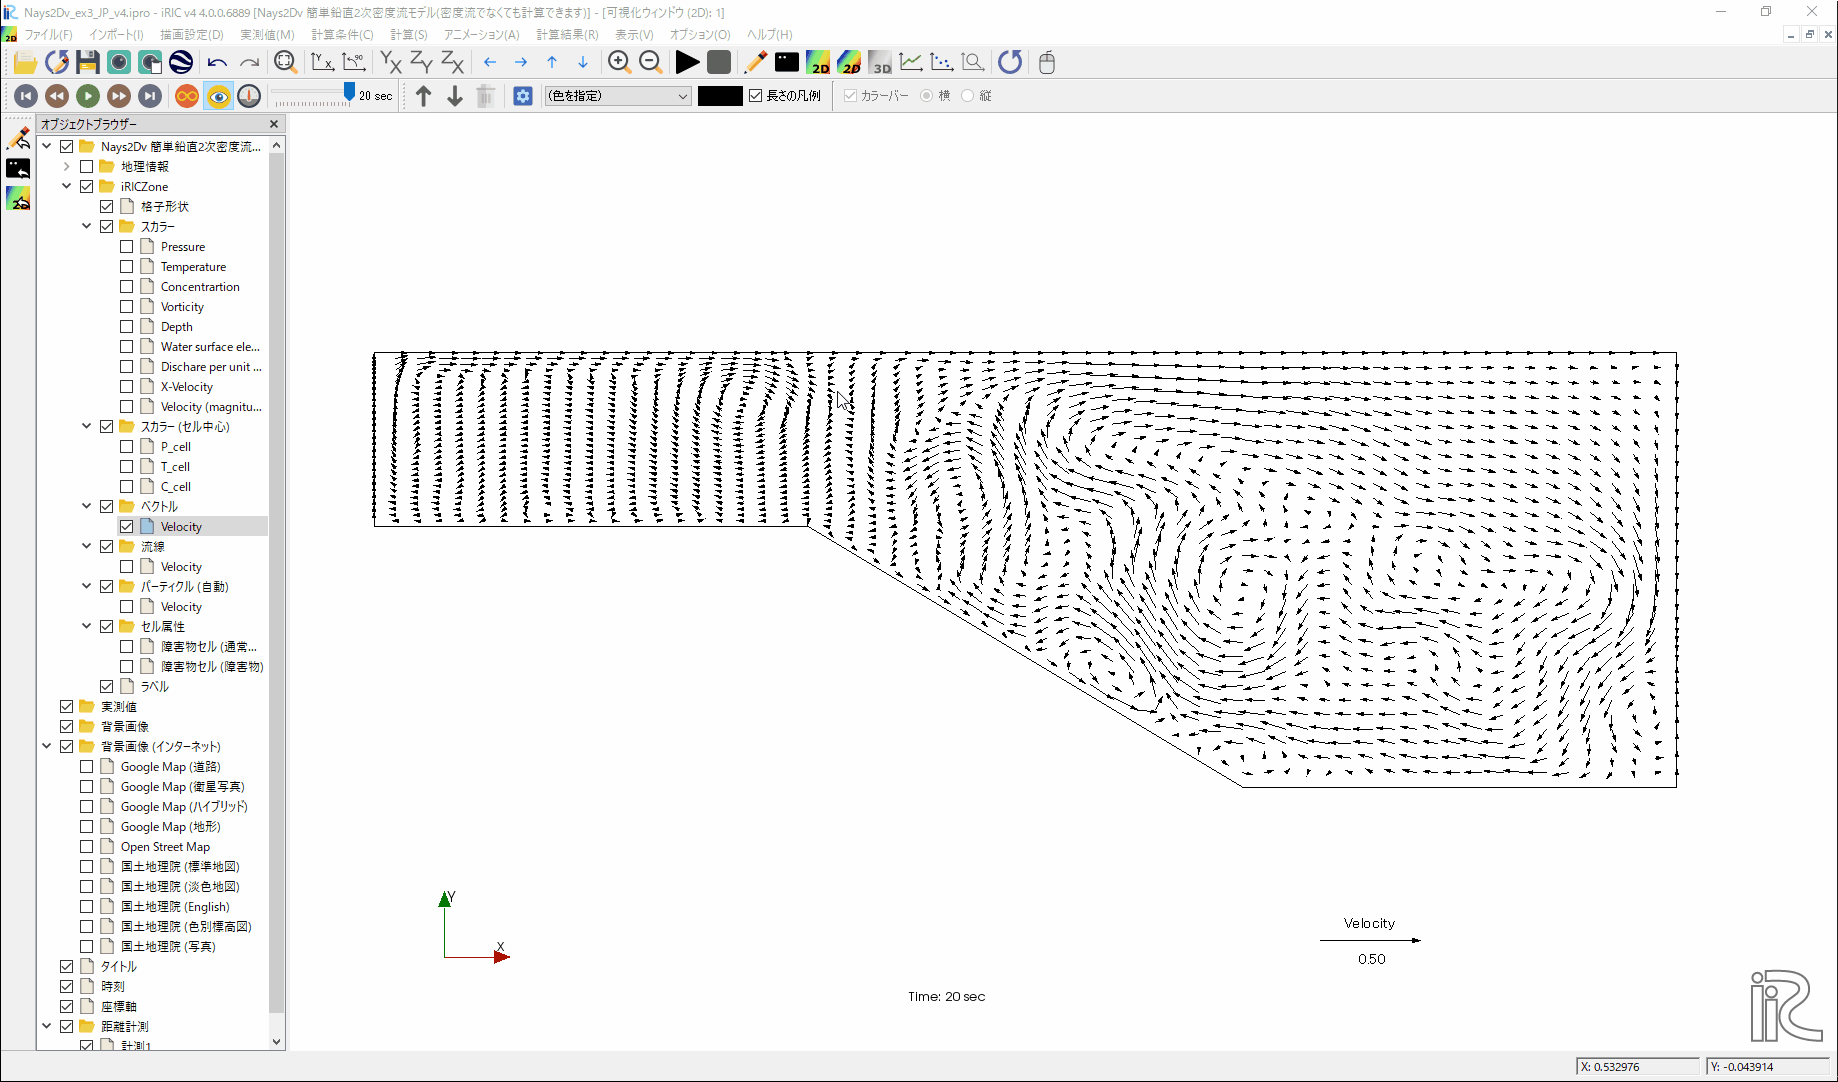 Nays2Dv_ex3_JP_v4.ipro - iRIC v4 4.0.0.6889 [Nays2Dv 簡単鉛直2次密度流モデル(密度流でなくても計算できます)] - [可視化ウィンドウ (2D): 1]
ファイル(F) インポート(I) 描画設定(D) 実測値(M) 計算条件(C) 計算(S) アニメーション(A) 計算結果(R) 表示(V) オプション(O) ヘルプ(H)
20 sec (色を指定) 長さの凡例 カラーバー 横 縦
オブジェクトブラウザー
Nays2Dv 簡単鉛直2次密度流...
地理情報
iRICZone
格子形状
スカラー
Pressure
Temperature
Concentrartion
Vorticity
Depth
Water surface ele...
Dischare per unit ...
X-Velocity
Velocity (magnitu...
スカラー (セル中心)
P_cell
T_cell
C_cell
ベクトル
Velocity
流線
Velocity
パーティクル (自動)
Velocity
セル属性
障害物セル (通常...
障害物セル (障害物)
ラベル
実測値
背景画像
背景画像 (インターネット)
Google Map (道路)
Google Map (衛星写真)
Google Map (ハイブリッド)
Google Map (地形)
Open Street Map
国土地理院 (標準地図)
国土地理院 (淡色地図)
国土地理院 (English)
国土地理院 (色別標高図)
国土地理院 (写真)
タイトル
時刻
座標軸
距離計測
計測1
Y
X
Velocity
0.50
Time: 20 sec
iRIC
X: 0.532976
Y: -0.043914